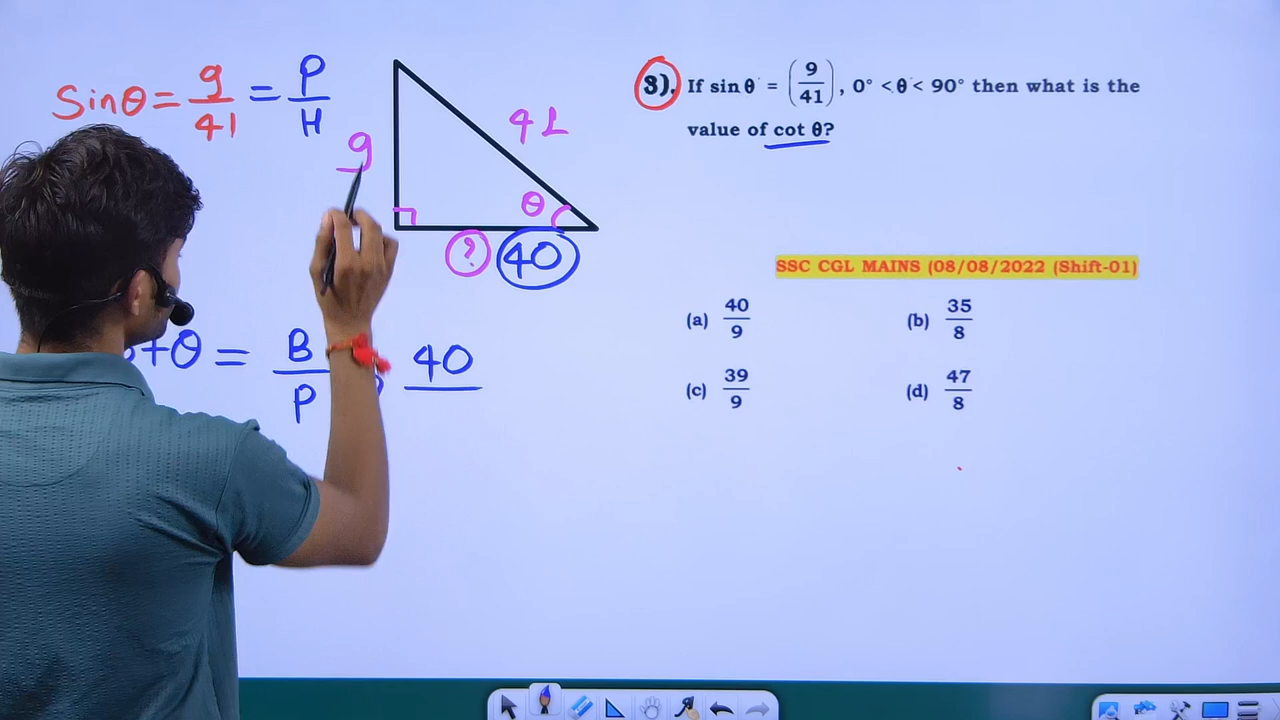 Sinθ = 9/41 = P/H
9
41
θ
? 40
tθ = B/P = 40
3). If sin θ = (9/41), 0° < θ < 90° then what is the
value of cot θ?
SSC CGL MAINS (08/08/2022 (Shift-01)
(a) 40/9 (b) 35/8
(c) 39/9 (d) 47/8